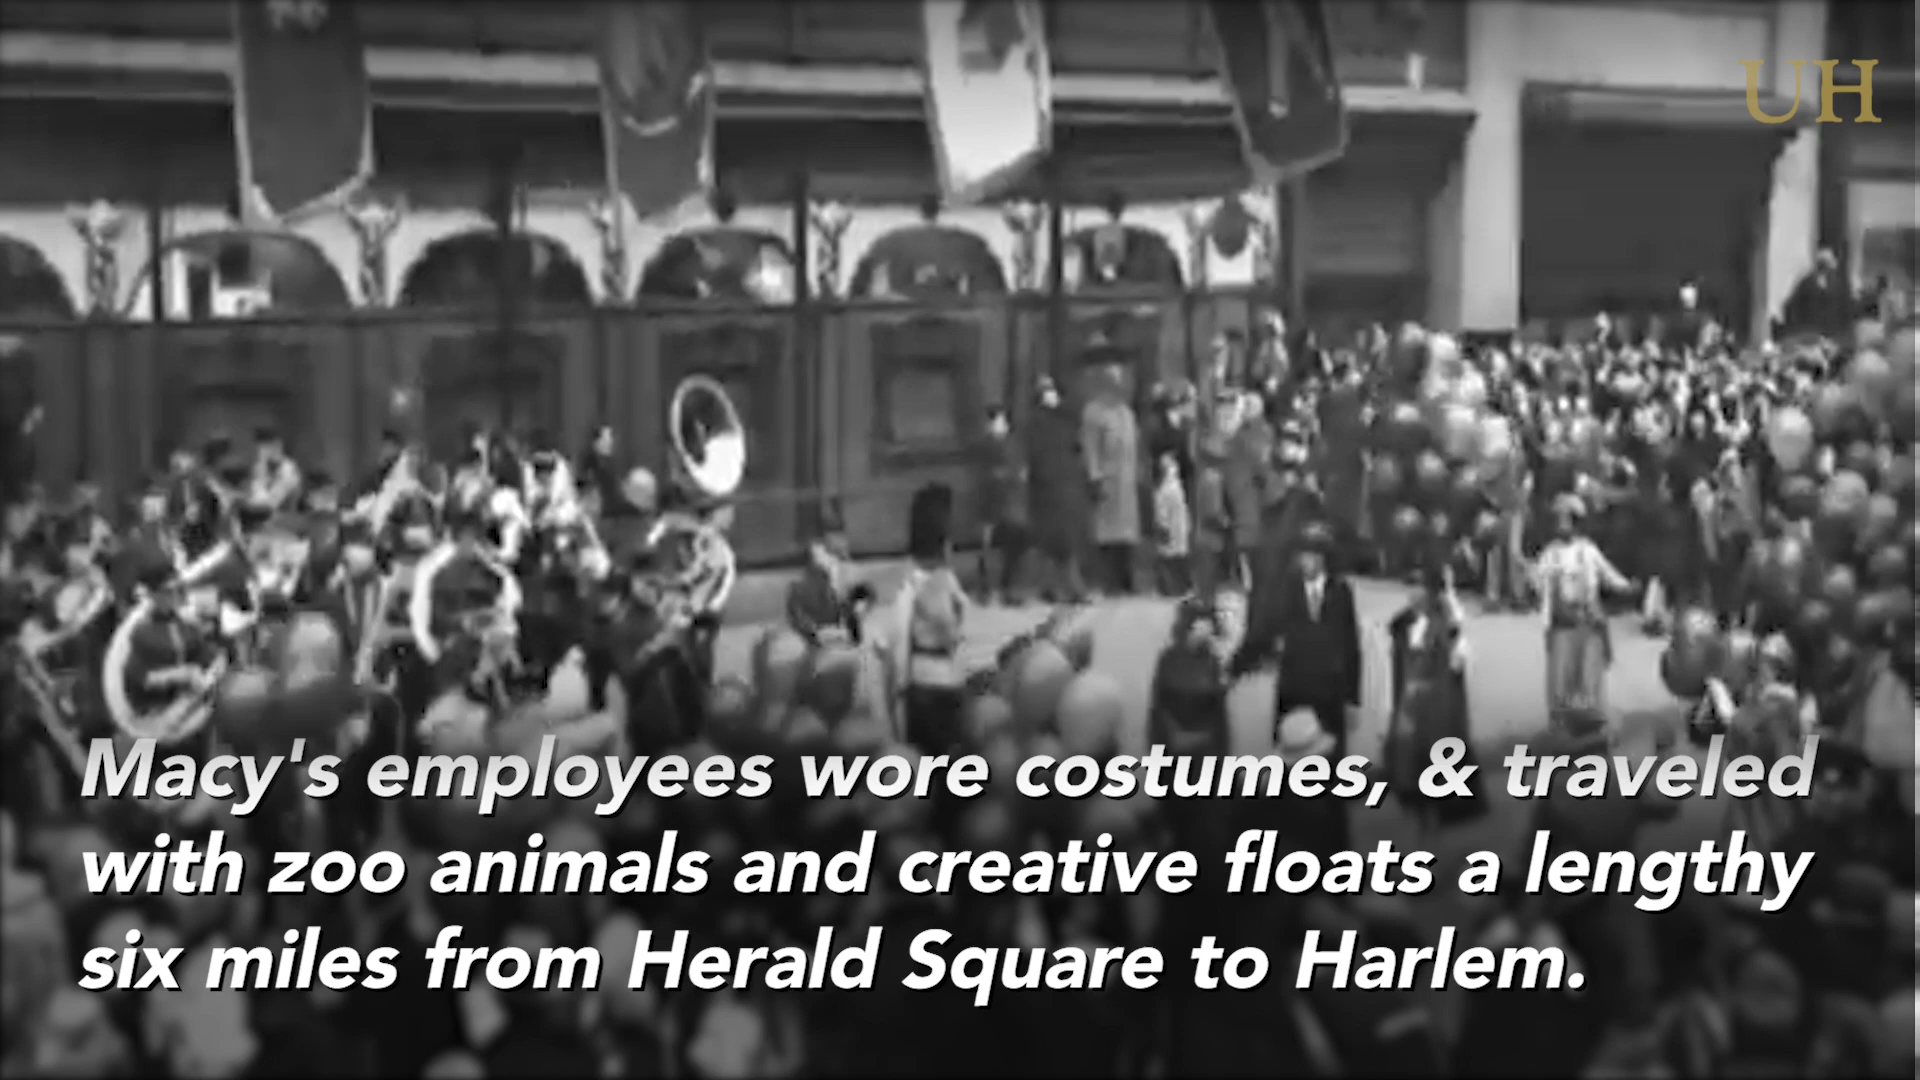 UH
Macy's employees wore costumes, & traveled
with zoo animals and creative floats a lengthy
six miles from Herald Square to Harlem.